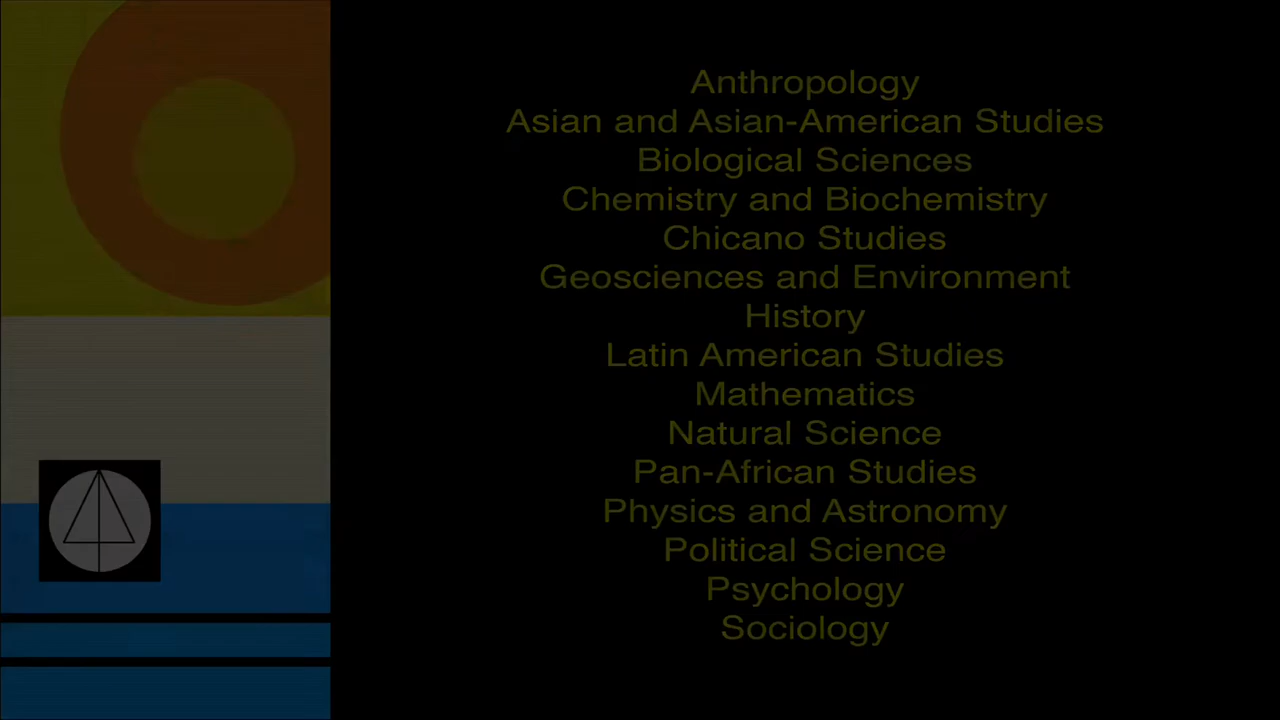 Anthropology
Asian and Asian-American Studies
Biological Sciences
Chemistry and Biochemistry
Chicano Studies
Geosciences and Environment
History
Latin American Studies
Mathematics
Natural Science
Pan-African Studies
Physics and Astronomy
Political Science
Psychology
Sociology